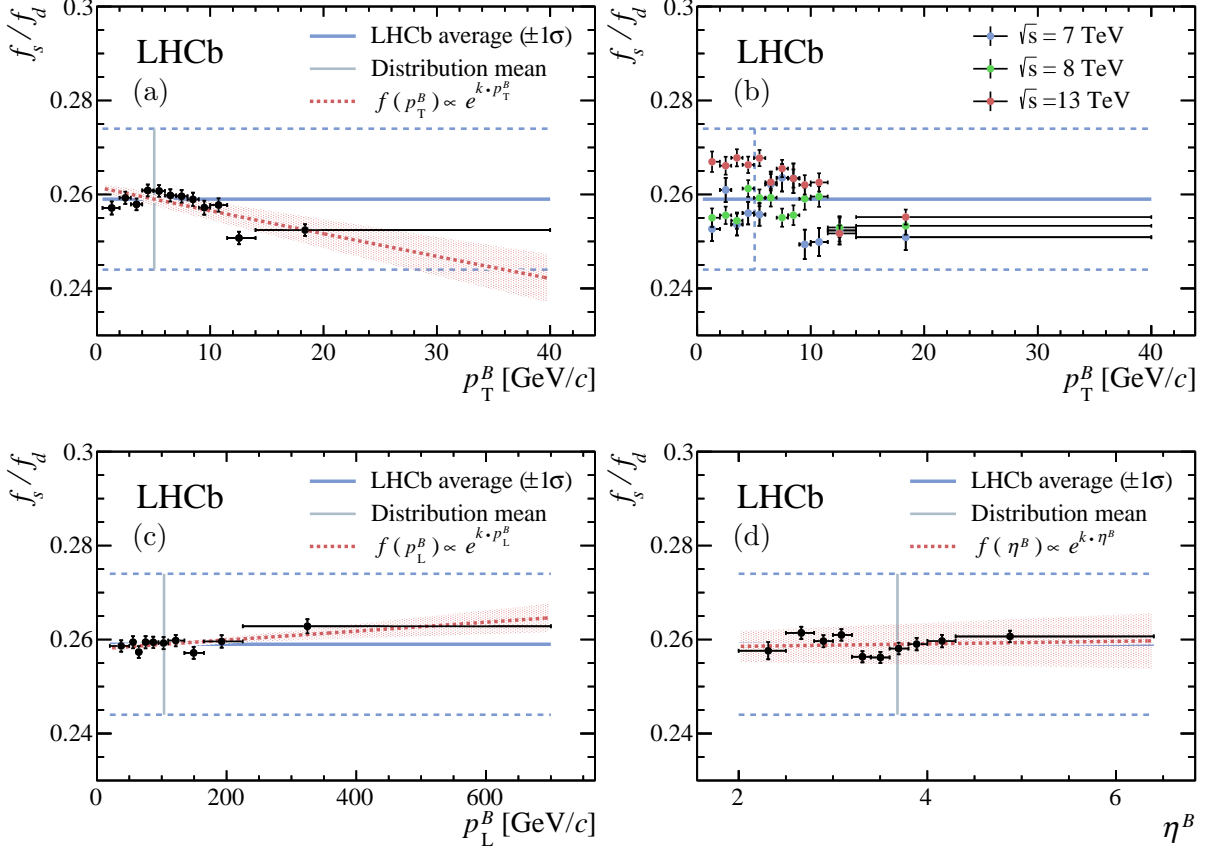 0.3
f_s / f_d
LHCb
LHCb average (±1σ)
Distribution mean
(a)
f ( p_T^B ) ∝ e^{k • p_T^B}
0.28
0.26
0.24
0 10 20 30 40
p_T^B [GeV/c]
0.3
f_s / f_d
LHCb
√s = 7 TeV
√s = 8 TeV
(b)
√s =13 TeV
0.28
0.26
0.24
0 10 20 30 40
p_T^B [GeV/c]
0.3
f_s / f_d
LHCb
LHCb average (±1σ)
Distribution mean
(c)
f ( p_L^B ) ∝ e^{k • p_L^B}
0.28
0.26
0.24
0 200 400 600
p_L^B [GeV/c]
0.3
f_s / f_d
LHCb
LHCb average (±1σ)
Distribution mean
(d)
f ( η^B ) ∝ e^{k • η^B}
0.28
0.26
0.24
2 4 6
η^B